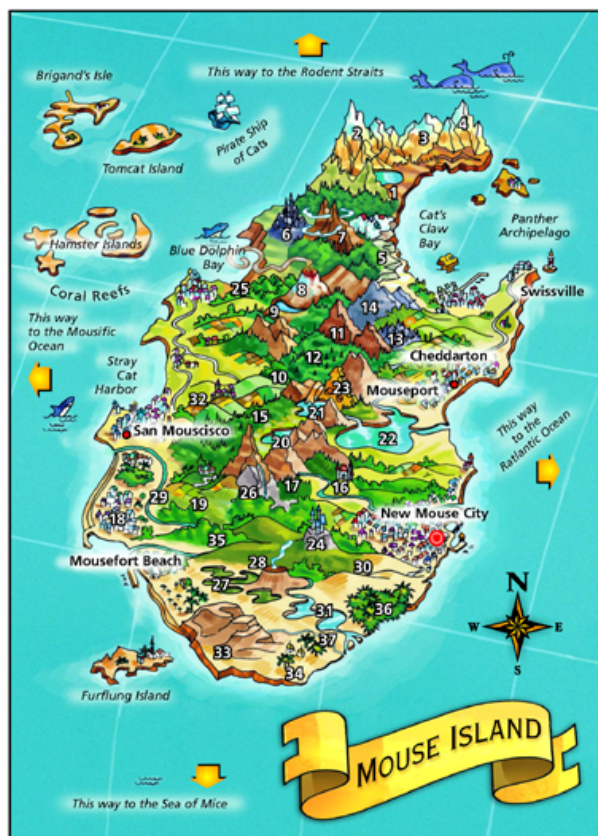 This way to the Rodent Straits
Brigand's Isle
Tomcat Island
Pirate Ship
of Cats
2
3
4
1
Cat's
Claw
Bay
Panther
Archipelago
6
7
5
Hamster Islands
Blue Dolphin
Bay
Coral Reefs
Swissville
25
8
9
14
This way
to the Mousific
Ocean
11
13
Cheddarton
12
Stray
Cat
Harbor
10
23
Mouseport
32
15
21
San Mouscisco
20
22
This way
to the
Ratlantic Ocean
29
19
26
17
16
18
New Mouse City
35
24
Mousefort Beach
28
30
27
N
W
E
S
31
36
33
37
34
Furflung Island
MOUSE ISLAND
This way to the Sea of Mice